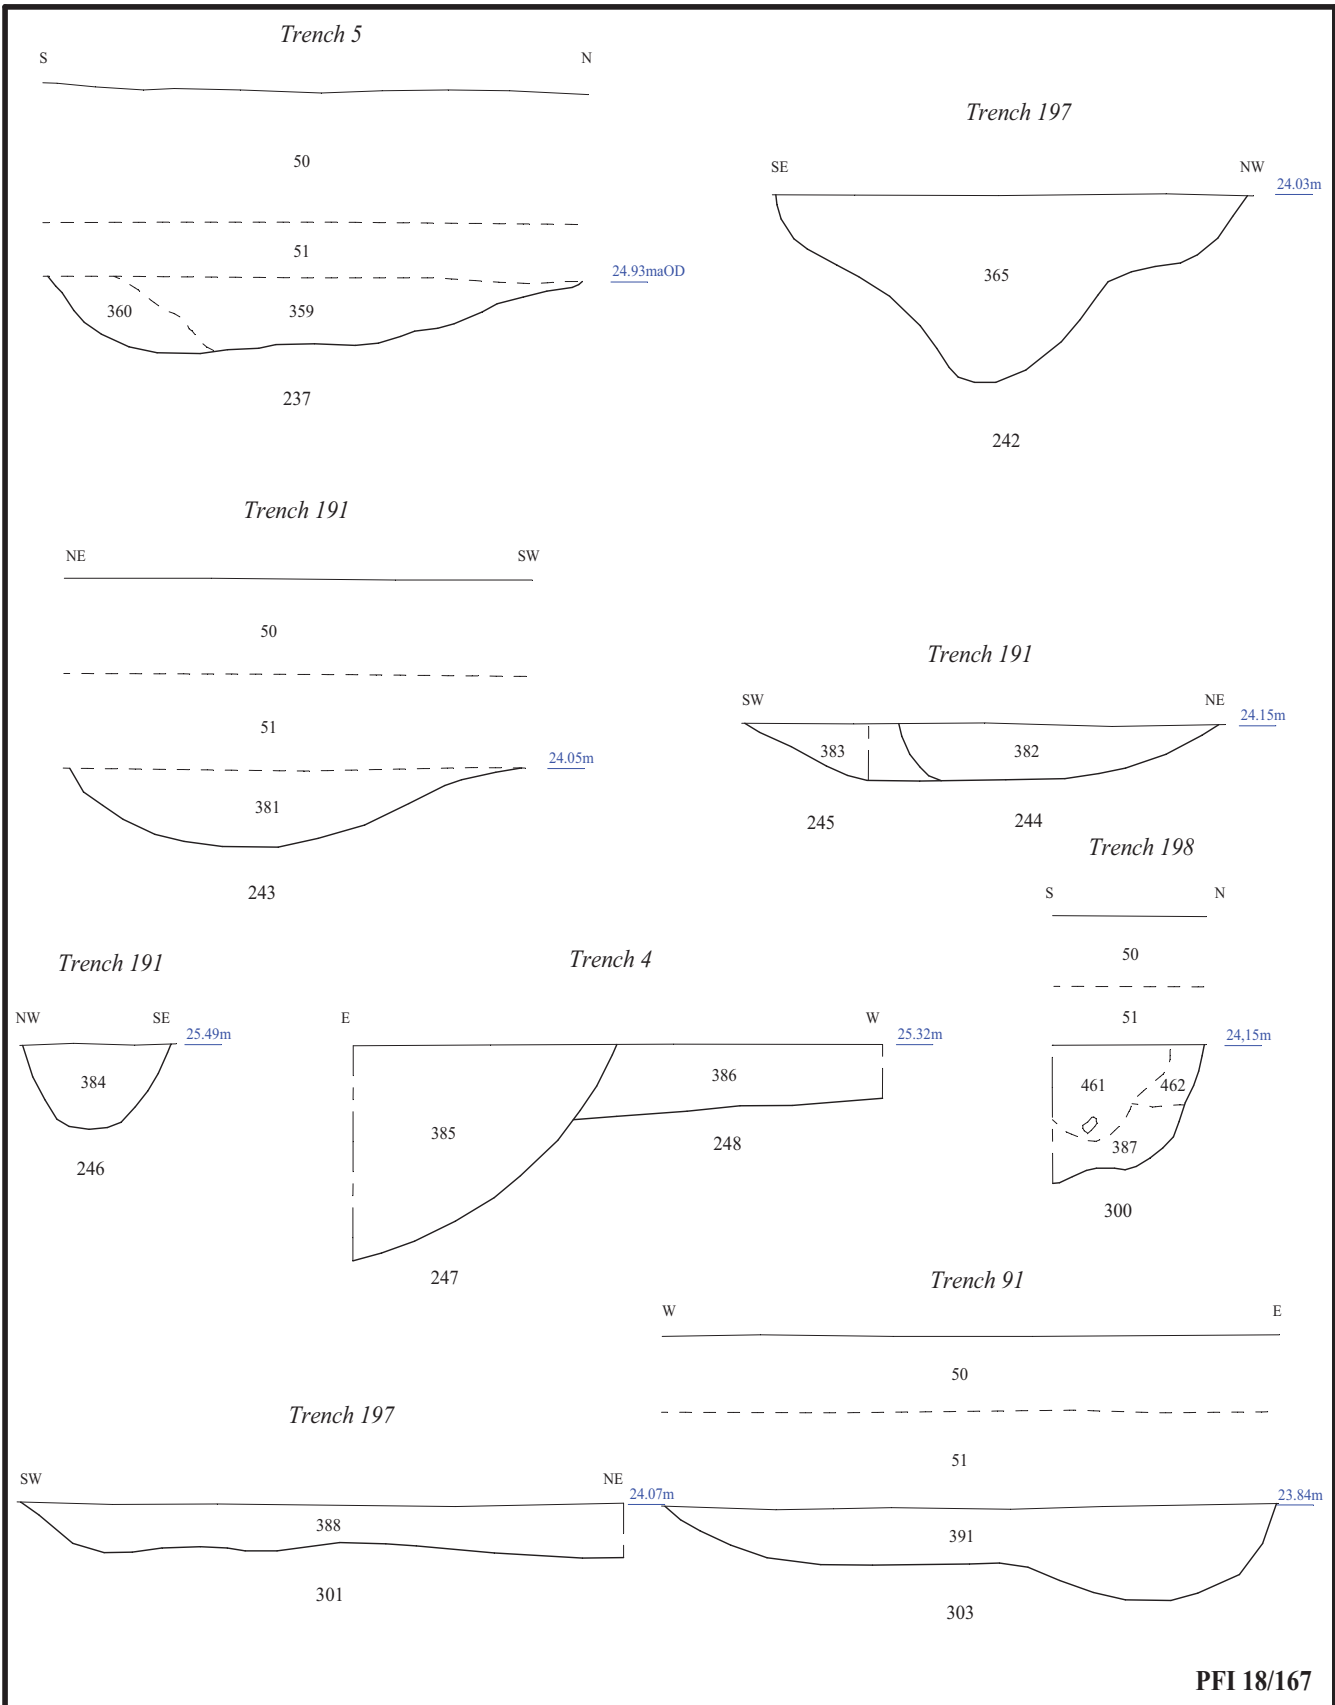 Trench 5
S N
50
51
24.93maOD
360 359
237
Trench 197
SE NW
24.03m
365
242
Trench 191
NE SW
50
51
24.05m
381
243
Trench 191
SW NE
24.15m
383 382
245 244
Trench 198
S N
50
51
24,15m
461 462
387
300
Trench 191
NW SE
25.49m
384
246
Trench 4
E W
25.32m
386
385
248
247
Trench 91
W E
50
51
23.84m
391
303
Trench 197
SW NE
24.07m
388
301
PFI 18/167